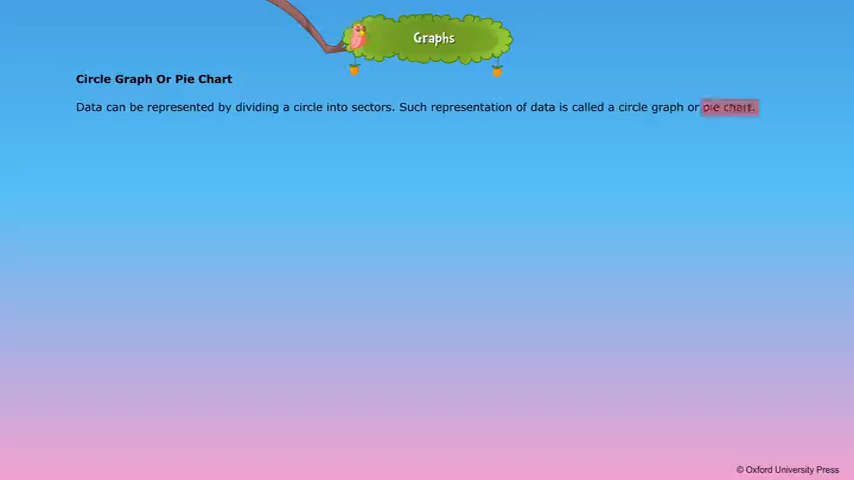 Graphs
Circle Graph Or Pie Chart
Data can be represented by dividing a circle into sectors. Such representation of data is called a circle graph or pie chart.
© Oxford University Press